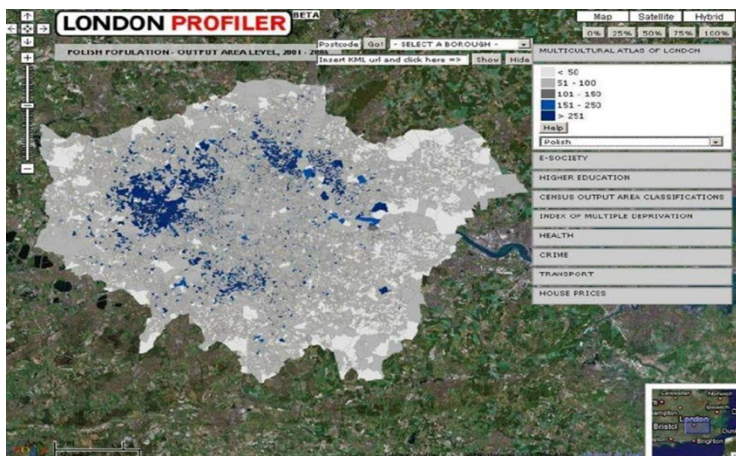 LONDON PROFILER BETA
Map Satellite Hybrid
0% 25% 50% 75% 100%
POLISH POPULATION - OUTPUT AREA LEVEL, 2001 -
Postcode Go! - SELECT A BOROUGH -
Insert KML url and click here => Show Hide
MULTICULTURAL ATLAS OF LONDON
< 50
51 - 100
101 - 150
151 - 250
> 251
Help
Polish
E-SOCIETY
HIGHER EDUCATION
CENSUS OUTPUT AREA CLASSIFICATIONS
INDEX OF MULTIPLE DEPRIVATION
HEALTH
CRIME
TRANSPORT
HOUSE PRICES
London
Bristol
Brighton